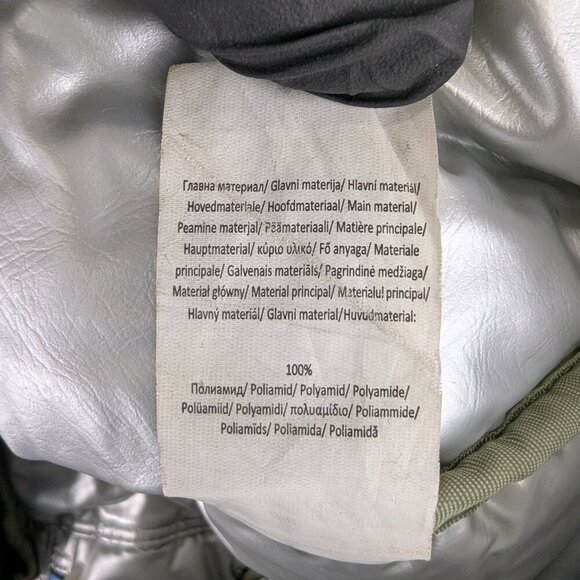 Главна материал/ Glavni materija/ Hlavní materiál/
Hovedmateriale/ Hoofdmateriaal/ Main material/
Peamine materjal/ Päämateriaali/ Matière principale/
Hauptmaterial/ κύριο υλικό/ Fő anyaga/ Materiale
principale/ Galvenais materiāls/ Pagrindinė medžiaga/
Materiał główny/ Material principal/ Materialul principal/
Hlavný materiál/ Glavni material/Huvudmaterial:
100%
Полиамид/ Poliamid/ Polyamid/ Polyamide/
Polüamiid/ Polyamidi/ πολυαμίδιο/ Poliammide/
Poliamīds/ Poliamida/ Poliamidă